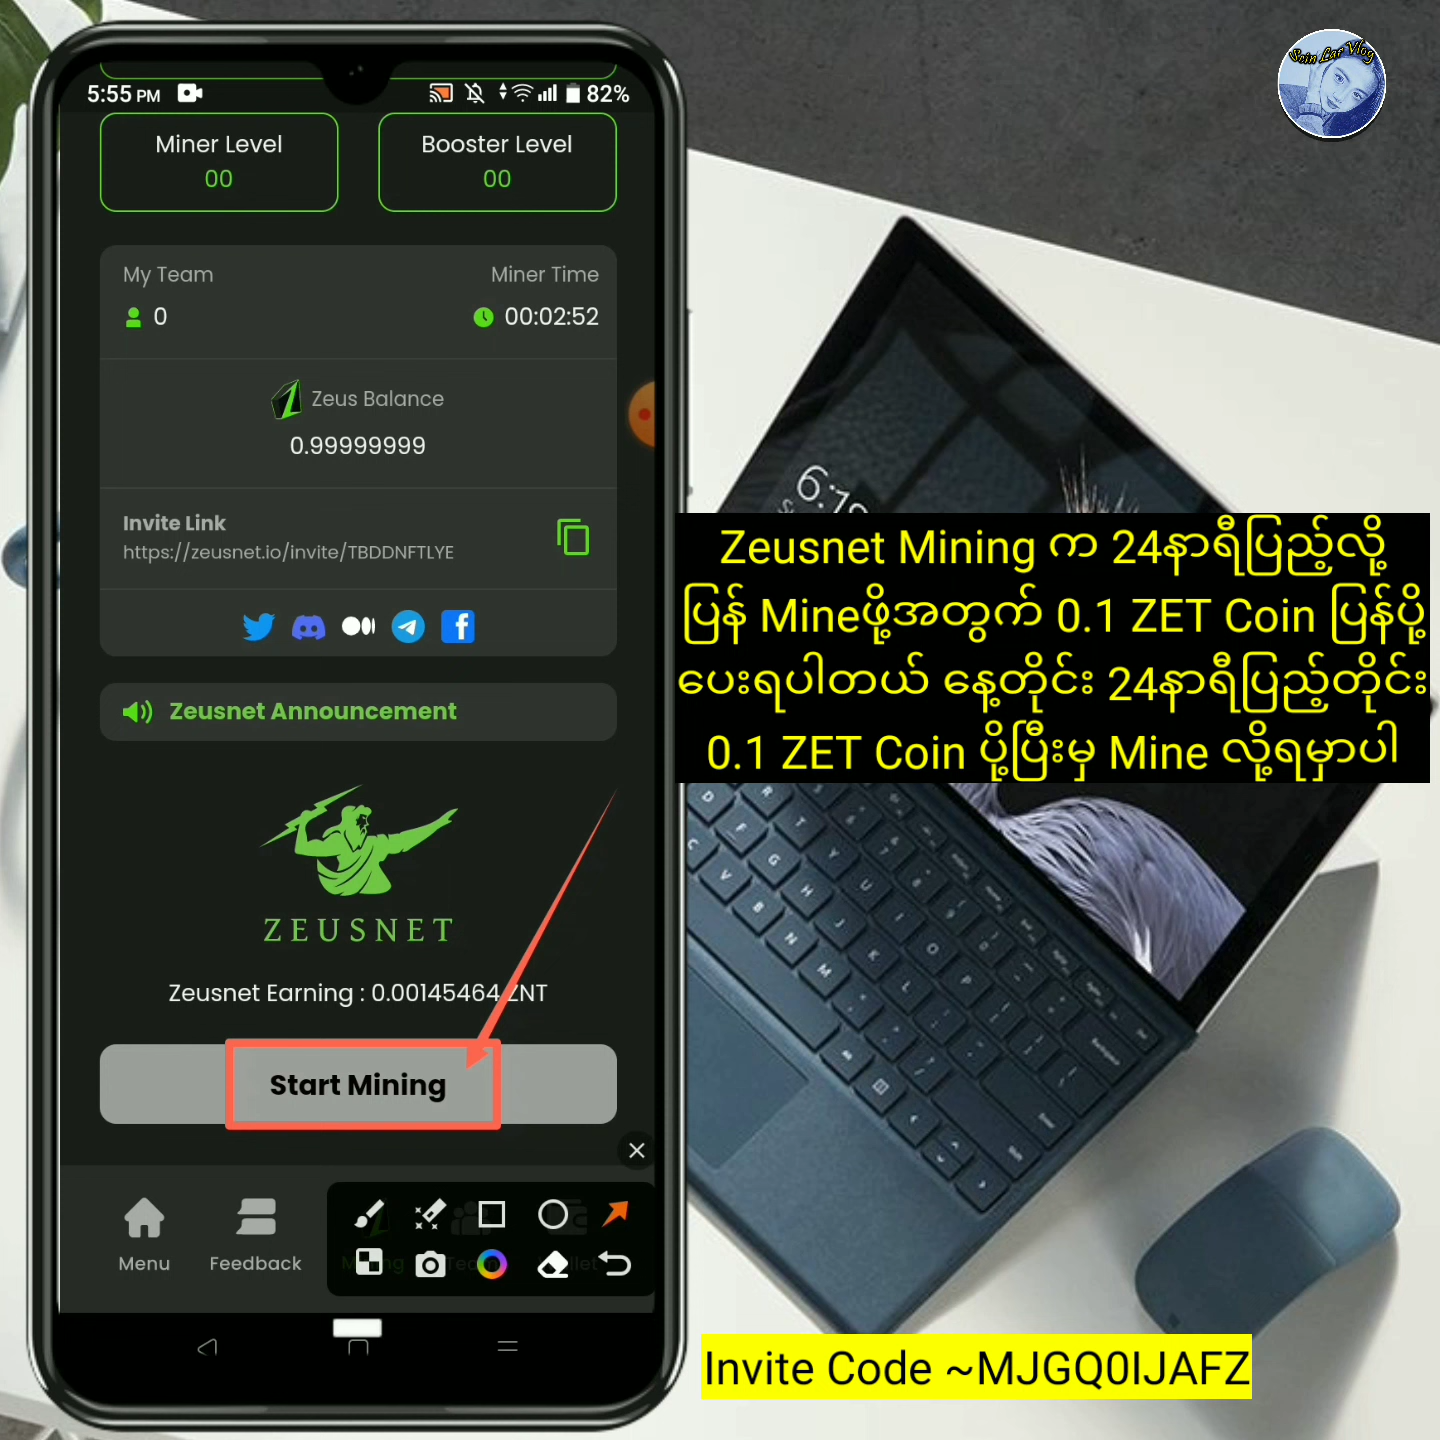 5:55 PM
82%
Miner Level
00
Booster Level
00
My Team
Miner Time
0
00:02:52
Zeus Balance
0.99999999
Invite Link
https://zeusnet.io/invite/TBDDNFTLYE
Zeusnet Announcement
ZEUSNET
Zeusnet Earning : 0.00145464 ZNT
Start Mining
Menu
Feedback
Sein Lar Vlog
6:19
Zeusnet Mining က 24နာရီပြည့်လို့
ပြန် Mineဖို့အတွက် 0.1 ZET Coin ပြန်ပို့
ပေးရပါတယ် နေ့တိုင်း 24နာရီပြည့်တိုင်း
0.1 ZET Coin ပို့ပြီးမှ Mine လို့ရမှာပါ
Invite Code ~MJGQ0IJAFZ